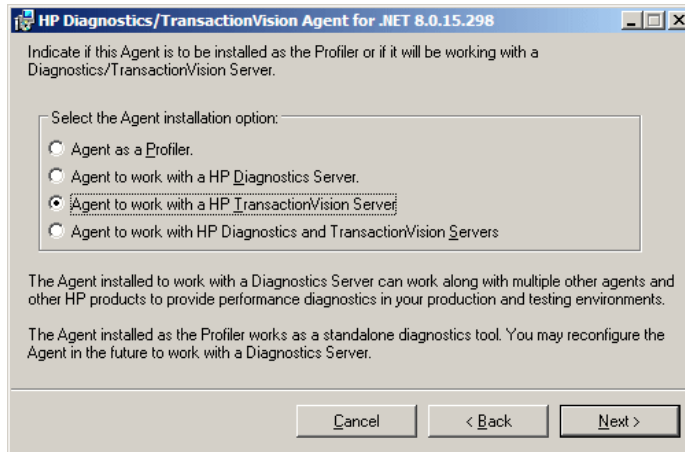 HP Diagnostics/TransactionVision Agent for .NET 8.0.15.298
Indicate if this Agent is to be installed as the Profiler or if it will be working with a
Diagnostics/TransactionVision Server.
Select the Agent installation option:
Agent as a Profiler.
Agent to work with a HP Diagnostics Server.
Agent to work with a HP TransactionVision Server
Agent to work with HP Diagnostics and TransactionVision Servers
The Agent installed to work with a Diagnostics Server can work along with multiple other agents and
other HP products to provide performance diagnostics in your production and testing environments.
The Agent installed as the Profiler works as a standalone diagnostics tool. You may reconfigure the
Agent in the future to work with a Diagnostics Server.
Cancel < Back Next >